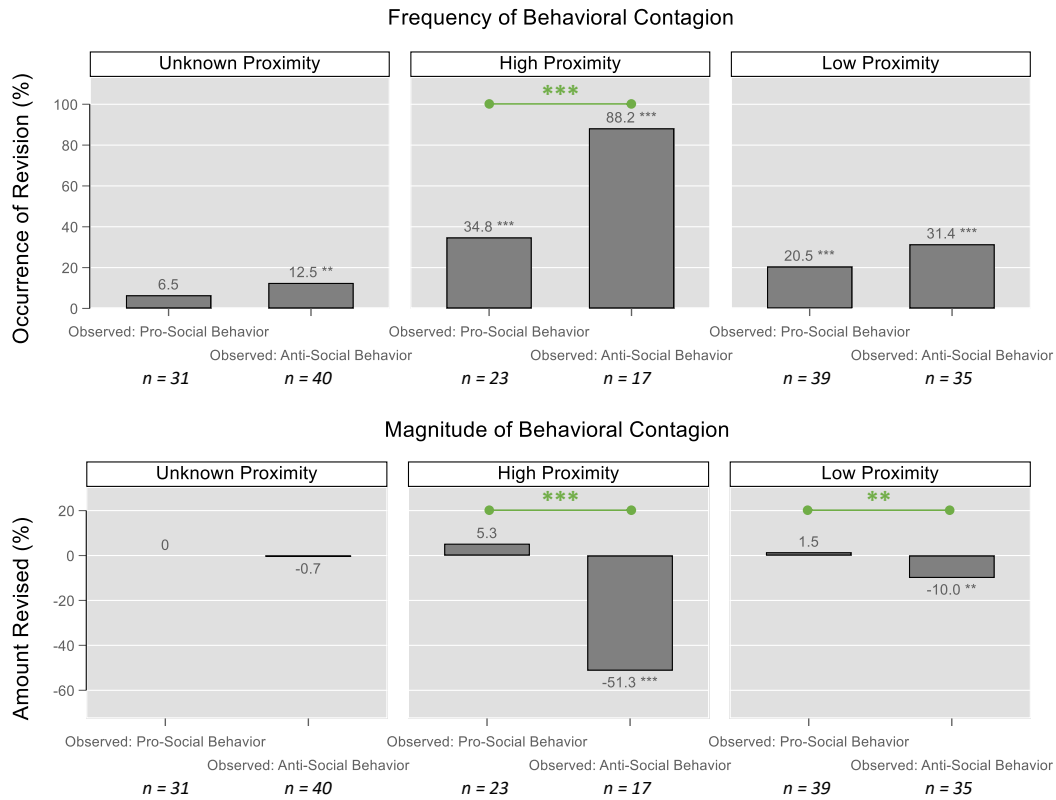 Frequency of Behavioral Contagion
Occurrence of Revision (%)
Unknown Proximity
High Proximity
Low Proximity
100
80
60
40
20
0
6.5
12.5 **
***
34.8 ***
88.2 ***
20.5 ***
31.4 ***
Observed: Pro-Social Behavior
Observed: Anti-Social Behavior
Observed: Pro-Social Behavior
Observed: Anti-Social Behavior
Observed: Pro-Social Behavior
Observed: Anti-Social Behavior
n = 31
n = 40
n = 23
n = 17
n = 39
n = 35
Magnitude of Behavioral Contagion
Amount Revised (%)
Unknown Proximity
High Proximity
Low Proximity
20
0
-20
-40
-60
0
-0.7
***
5.3
-51.3 ***
**
1.5
-10.0 **
Observed: Pro-Social Behavior
Observed: Anti-Social Behavior
Observed: Pro-Social Behavior
Observed: Anti-Social Behavior
Observed: Pro-Social Behavior
Observed: Anti-Social Behavior
n = 31
n = 40
n = 23
n = 17
n = 39
n = 35